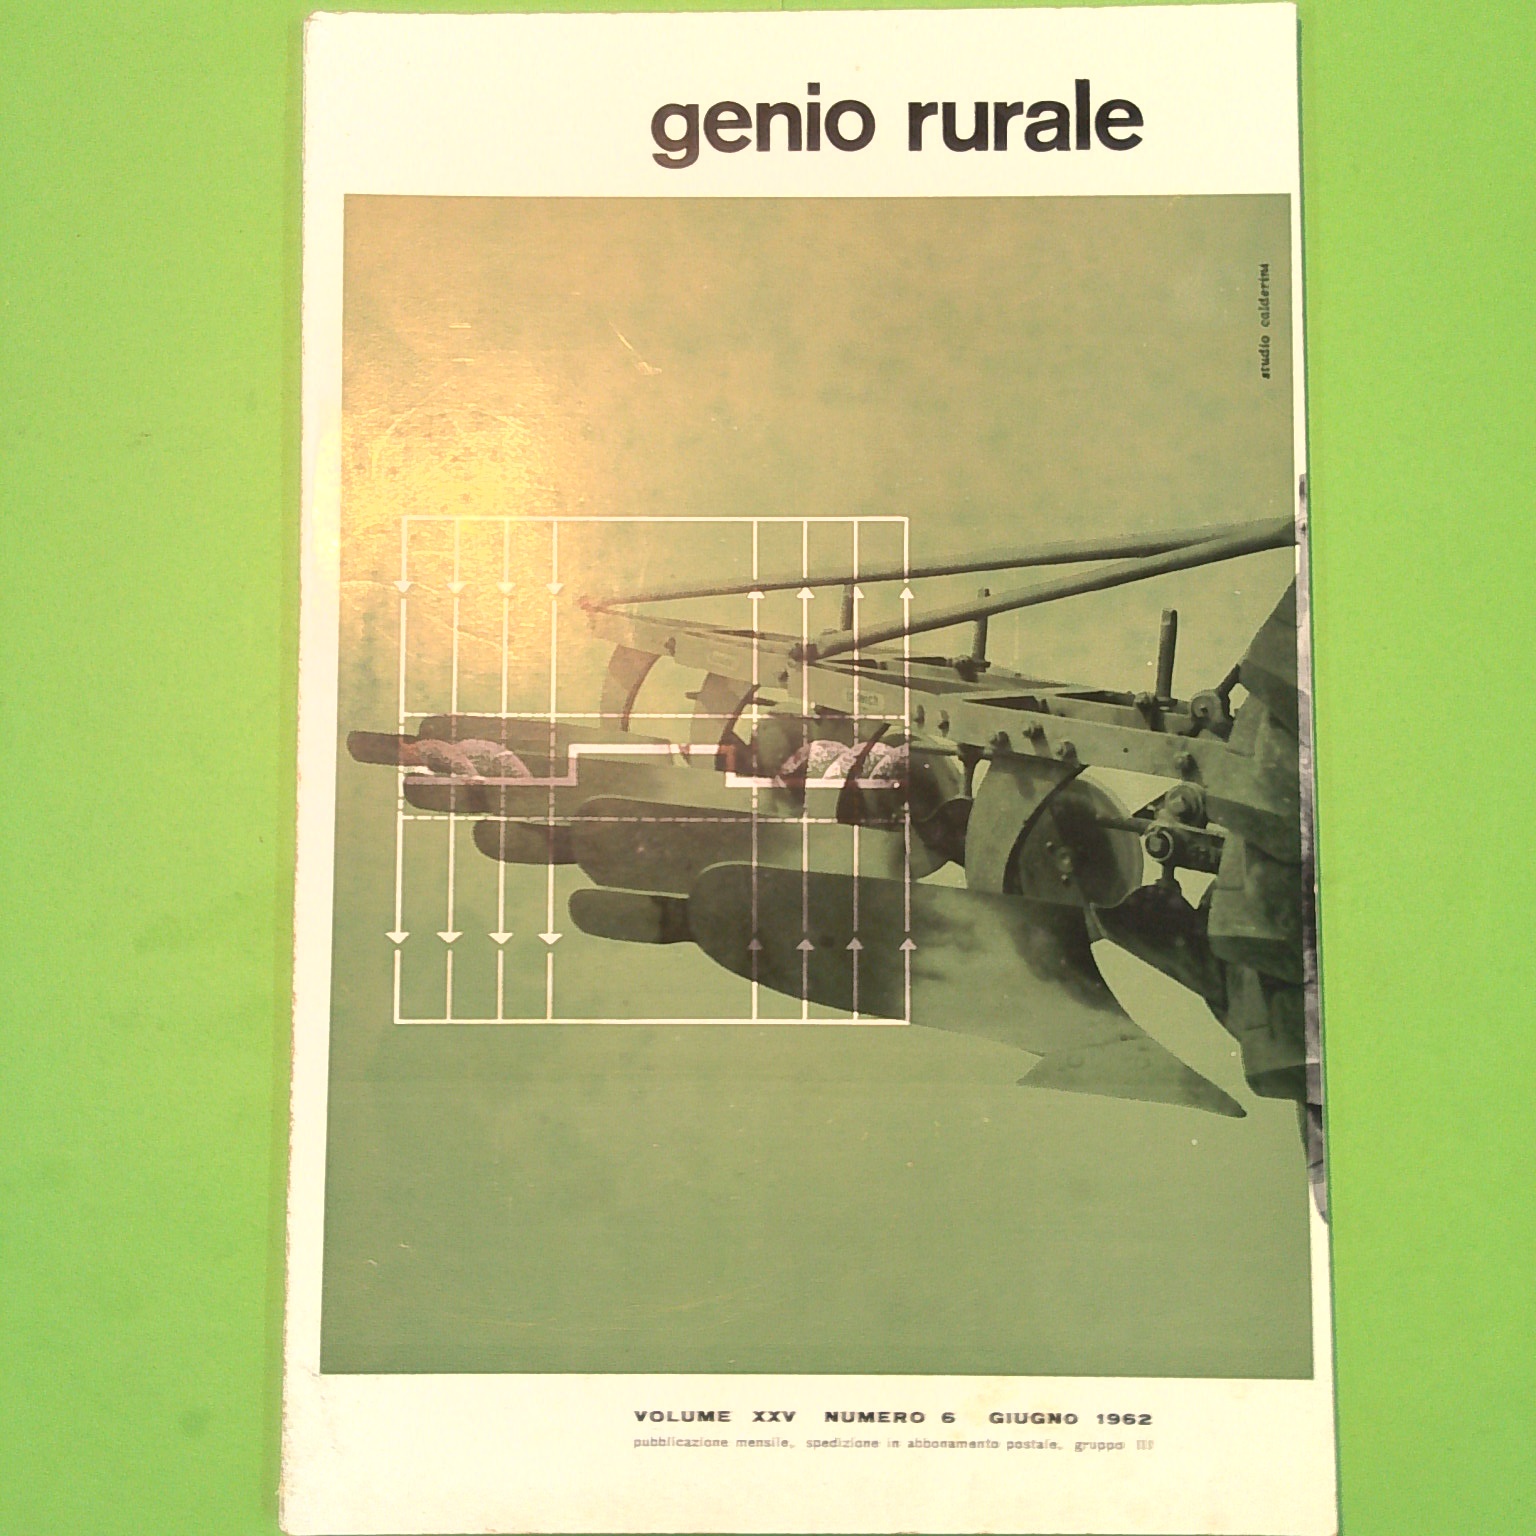 genio rurale
studio calderini
VOLUME XXV NUMERO 6 GIUGNO 1962
pubblicazione mensile, spedizione in abbonamento postale, gruppo III